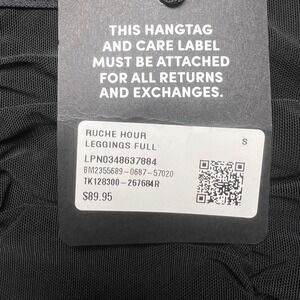 THIS HANGTAG
AND CARE LABEL
MUST BE ATTACHED
FOR ALL RETURNS
AND EXCHANGES.
RUCHE HOUR
LEGGINGS FULL
S
LPN0348637884
BM2355689-0687-57020
TK128300-267684R
$89.95